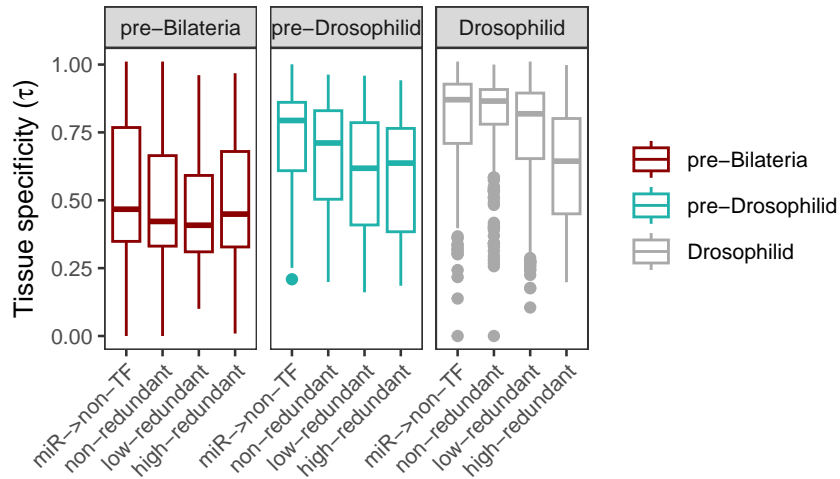 pre−Bilateria
pre−Drosophilid
Drosophilid
Tissue specificity (τ)
1.00
0.75
0.50
0.25
0.00
miR−>non−TF
non−redundant
low−redundant
high−redundant
miR−>non−TF
non−redundant
low−redundant
high−redundant
miR−>non−TF
non−redundant
low−redundant
high−redundant
pre−Bilateria
pre−Drosophilid
Drosophilid